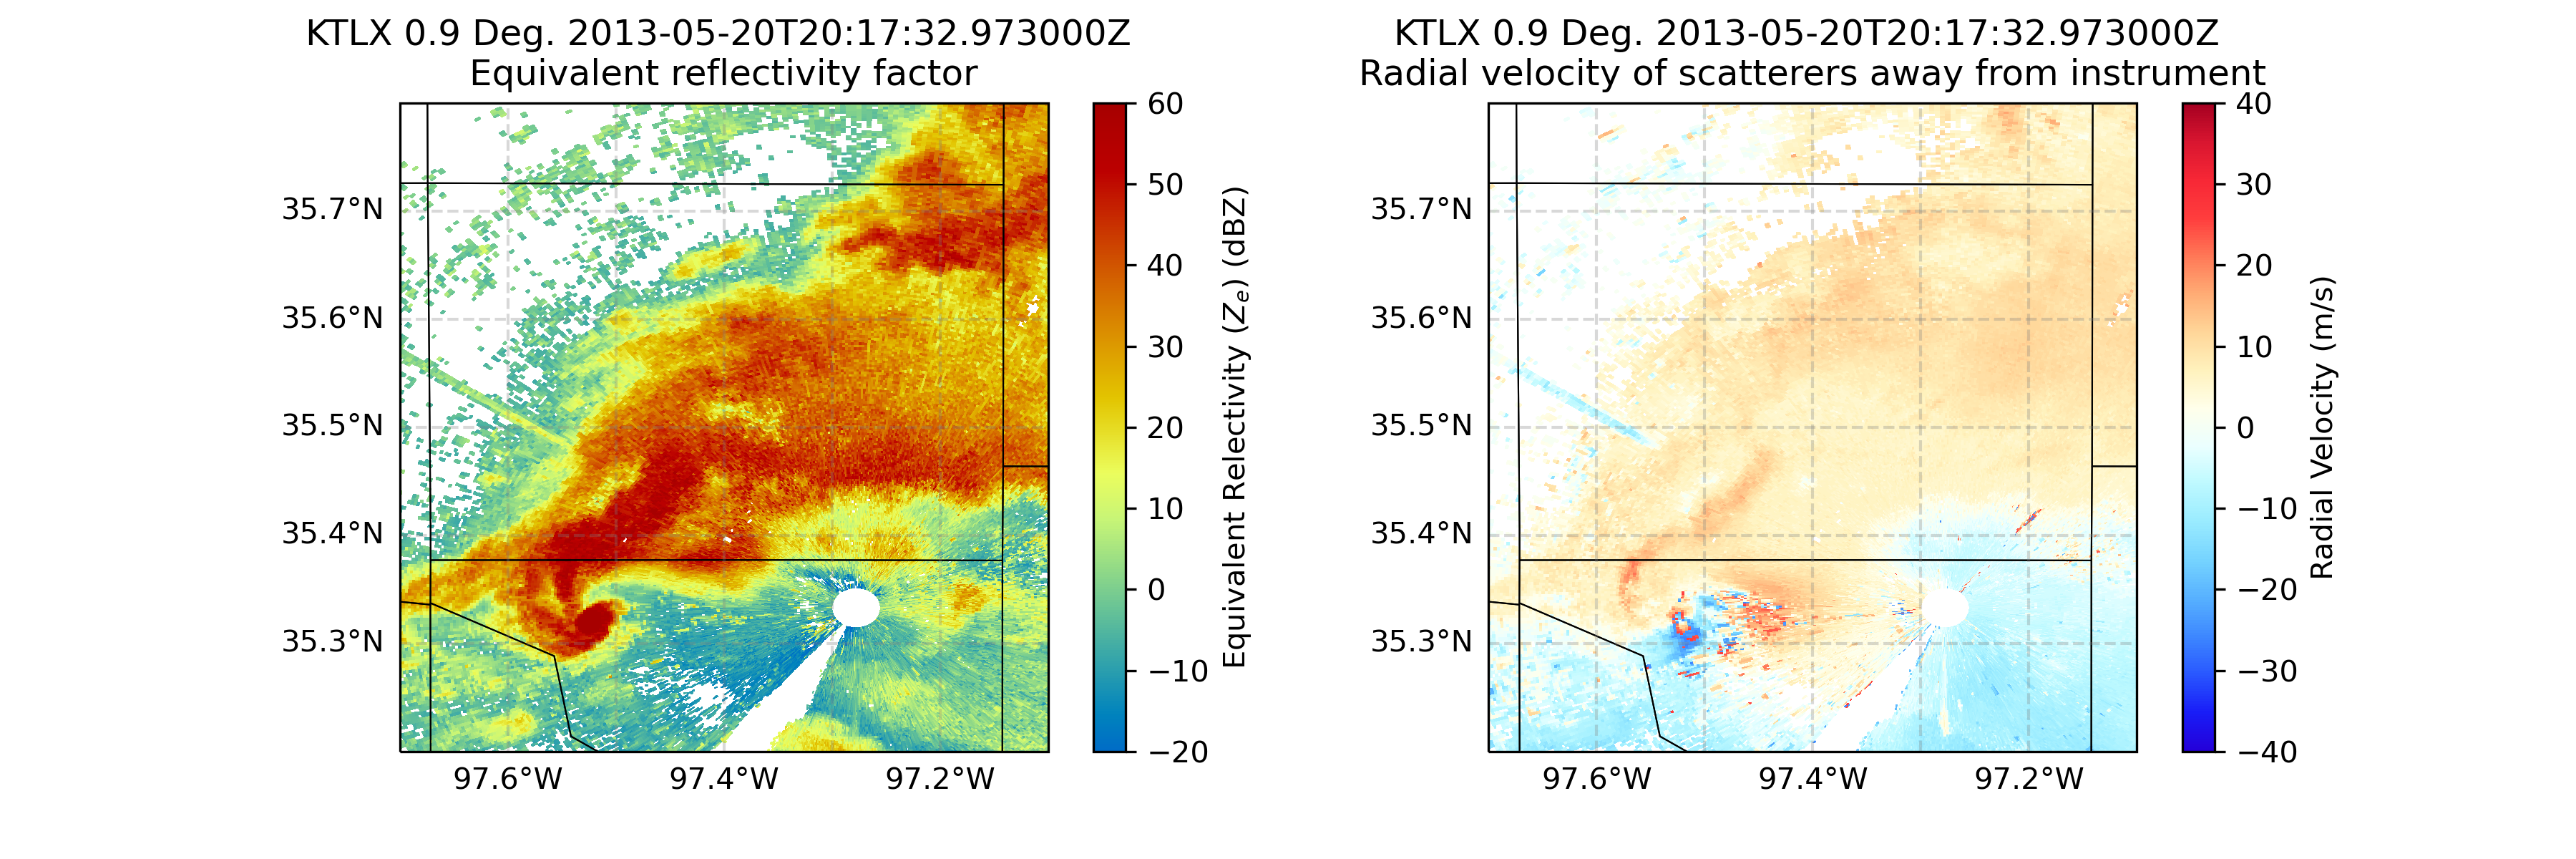 KTLX 0.9 Deg. 2013-05-20T20:17:32.973000Z
Equivalent reflectivity factor
35.7°N
35.6°N
35.5°N
35.4°N
35.3°N
97.6°W 97.4°W 97.2°W
60
50
40
30
20
10
0
−10
−20
Equivalent Relectivity (Z_e) (dBZ)
KTLX 0.9 Deg. 2013-05-20T20:17:32.973000Z
Radial velocity of scatterers away from instrument
35.7°N
35.6°N
35.5°N
35.4°N
35.3°N
97.6°W 97.4°W 97.2°W
40
30
20
10
0
−10
−20
−30
−40
Radial Velocity (m/s)